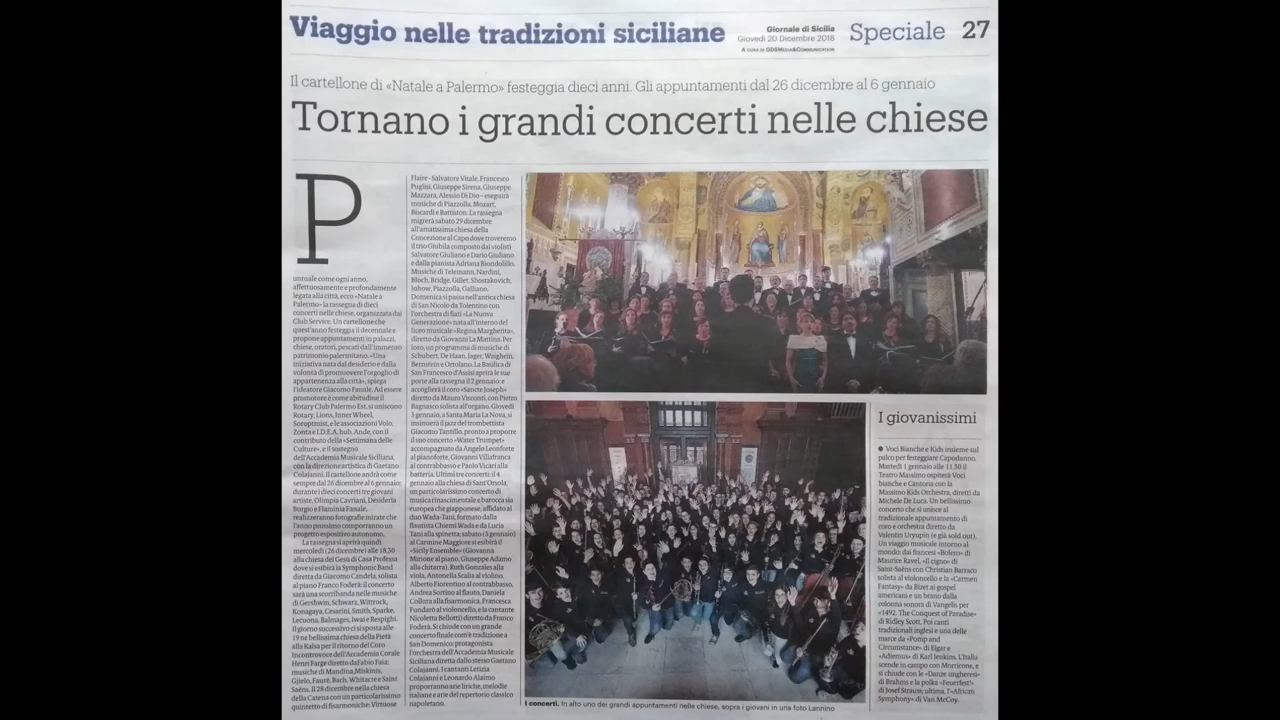 Viaggio nelle tradizioni siciliane
Giornale di Sicilia
Giovedì 20 Dicembre 2018
A cura di GDSMedia&Communication
Speciale 27
Il cartellone di «Natale a Palermo» festeggia dieci anni. Gli appuntamenti dal 26 dicembre al 6 gennaio
Tornano i grandi concerti nelle chiese
P
untuale come ogni anno,
affettuosamente e profondamente
legata alla città, ecco «Natale a
Palermo» la rassegna di dieci
concerti nelle chiese, organizzata dai
Club Service. Un cartellone che
quest'anno festeggia il decennale e
propone appuntamenti in palazzi,
chiese, oratori, pescati dall'immenso
patrimonio palermitano. «Una
iniziativa nata dal desiderio e dalla
volontà di promuovere l'orgoglio di
appartenenza alla città», spiega
l'ideatore Giacomo Fanale. Ad essere
promotore è come abitudine il
Rotary Club Palermo Est, si uniscono
Rotary, Lions, Inner Wheel,
Soroptimist, e le associazioni Volo,
Zonta e I.D.E.A. hub, Ande, con il
contributo della «Settimana delle
Culture», e il sostegno
dell'Accademia Musicale Siciliana,
con la direzione artistica di Gaetano
Colajanni. Il cartellone andrà come
sempre dal 26 dicembre al 6 gennaio;
durante i dieci concerti tre giovani
artiste, Olimpia Cavriani, Desideria
Burgio e Flaminia Fanale,
realizzeranno fotografie mirate che
l'anno prossimo comporranno un
progetto espositivo autonomo.
La rassegna si aprirà quindi
mercoledì (26 dicembre) alle 18,30
alla chiesa del Gesù di Casa Professa
dove si esibirà la Symphonic Band
diretta da Giacomo Candela, solista
al piano Franco Foderà: il concerto
sarà una scorribanda nelle musiche
di Gershwin, Schwarz, Wittrock,
Konagaya, Cesarini, Smith, Sparke,
Lecuona, Balmages, Iwai e Respighi.
Il giorno successivo ci si sposta alle
19 ne bellissima chiesa della Pietà
alla Kalsa per il ritorno del Coro
Incontrovoce dell'Accademia Corale
Henri Farge diretto da Fabio Faia:
musiche di Mandina, Miskinis,
Gjielo, Faurè, Bach, Whitacre e Saint
Saëns. Il 28 dicembre nella chiesa
della Catena con un particolarissimo
quintetto di fisarmoniche: Virtuose
Flaire - Salvatore Vitale, Francesco
Puglisi, Giuseppe Sirena, Giuseppe
Mazzara, Alessio Di Dio – eseguirà
musiche di Piazzolla, Mozart,
Biscardi e Battiston. La rassegna
migrerà sabato 29 dicembre
all'amatissima chiesa della
Concezione al Capo dove troveremo
il trio Giubila composto dai violisti
Salvatore Giuliano e Dario Giuliano
e dalla pianista Adriana Biondolillo.
Musiche di Telemann, Nardini,
Bloch, Bridge, Gillet, Shostakovich,
Johow, Piazzolla, Galliano.
Domenica si passa nell'antica chiesa
di San Nicolò da Tolentino con
l'orchestra di fiati «La Nuova
Generazione» nata all'interno del
liceo musicale «Regina Margherita»,
diretto da Giovanni La Mattina. Per
loro, un programma di musiche di
Schubert, De Haan, Jager, Waighein,
Bernstein e Ortolano. La Basilica di
San Francesco d'Assisi aprirà le sue
porte alla rassegna il 2 gennaio: e
accoglierà il coro «Sancte Joseph»
diretto da Mauro Visconti, con Pietro
Bagnasco solista all'organo. Giovedì
3 gennaio, a Santa Maria La Nova, si
insinuerà il jazz del trombettista
Giacomo Tantillo, pronto a proporre
il suo concerto «Water Trumpet»
accompagnato da Angelo Leonforte
al pianoforte, Giovanni Villafranca
al contrabbasso e Paolo Vicari alla
batteria. Ultimi tre concerti: il 4
gennaio alla chiesa di Sant'Orsola,
un particolarissimo concerto di
musica rinascimentale e barocca sia
europea che giapponese, affidato al
duo Wada-Tani, formato dalla
flautista Chiemi Wada e da Lucia
Tani alla spinetta; sabato (5 gennaio)
al Carmine Maggiore si esibirà il
«Sicily Ensemble» (Giovanna
Mirione al piano, Giuseppe Adamo
alla chitarra), Ruth Gonzales alla
viola, Antonella Scalia al violino,
Alberto Fiorentino al contrabbasso,
Andrea Sortino al flauto, Daniela
Collura alla fisarmonica, Francesca
Fundarò al violoncello, e la cantante
Nicoletta Bellotti) diretto da Franco
Foderà. Si chiude con un grande
concerto finale com'è tradizione a
San Domenico: protagonista
l'orchestra dell'Accademia Musicale
Siciliana diretta dallo stesso Gaetano
Colajanni. I cantanti Letizia
Colajanni e Leonardo Alaimo
proporranno arie liriche, melodie
italiane e arie del repertorio classico
napoletano.
I concerti. In alto uno dei grandi appuntamenti nelle chiese, sopra i giovani in una foto Lannino
I giovanissimi
● Voci Bianche e Kids insieme sul
palco per festeggiare Capodanno.
Martedì 1 gennaio alle 11.30 il
Teatro Massimo ospiterà Voci
bianche e Cantoria con la
Massimo Kids Orchestra, diretti da
Michele De Luca. Un bellissimo
concerto che si unisce al
tradizionale appuntamento di
coro e orchestra diretto da
Valentin Uryupin (e già sold out).
Un viaggio musicale intorno al
mondo: dai francesi «Bolero» di
Maurice Ravel, «Il cigno» di
Saint-Saëns con Christian Barraco
solista al violoncello e la «Carmen
Fantasy» da Bizet ai gospel
americani e un brano dalla
colonna sonora di Vangelis per
«1492, The Conquest of Paradise»
di Ridley Scott. Poi canti
tradizionali inglesi e una delle
marce da «Pomp and
Circumstance» di Elgar e
«Adiemus» di Karl Jenkins. L'Italia
scende in campo con Morricone, e
si chiude con le «Danze ungheresi»
di Brahms e la polka «Feuerfest!»
di Josef Strauss; ultima, l'«African
Symphony» di Van McCoy.